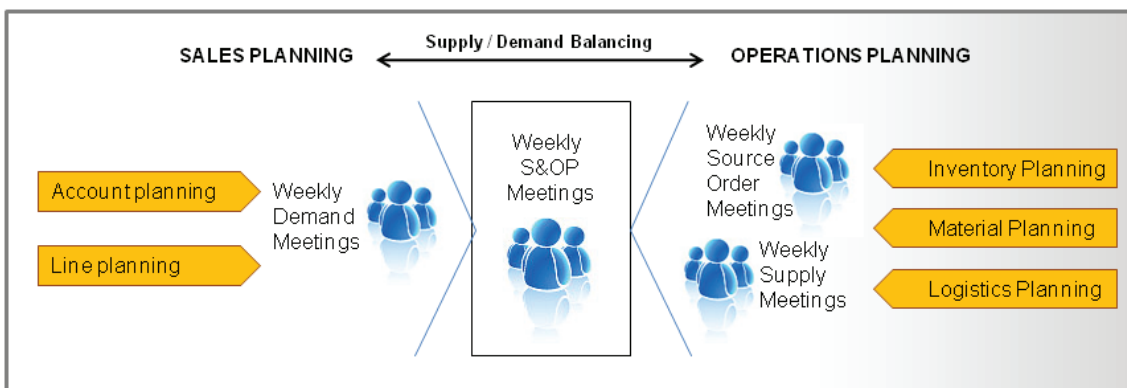 Supply / Demand Balancing
SALES PLANNING
OPERATIONS PLANNING
Account planning
Line planning
Weekly
Demand
Meetings
Weekly
S&OP
Meetings
Weekly
Source
Order
Meetings
Weekly
Supply
Meetings
Inventory Planning
Material Planning
Logistics Planning